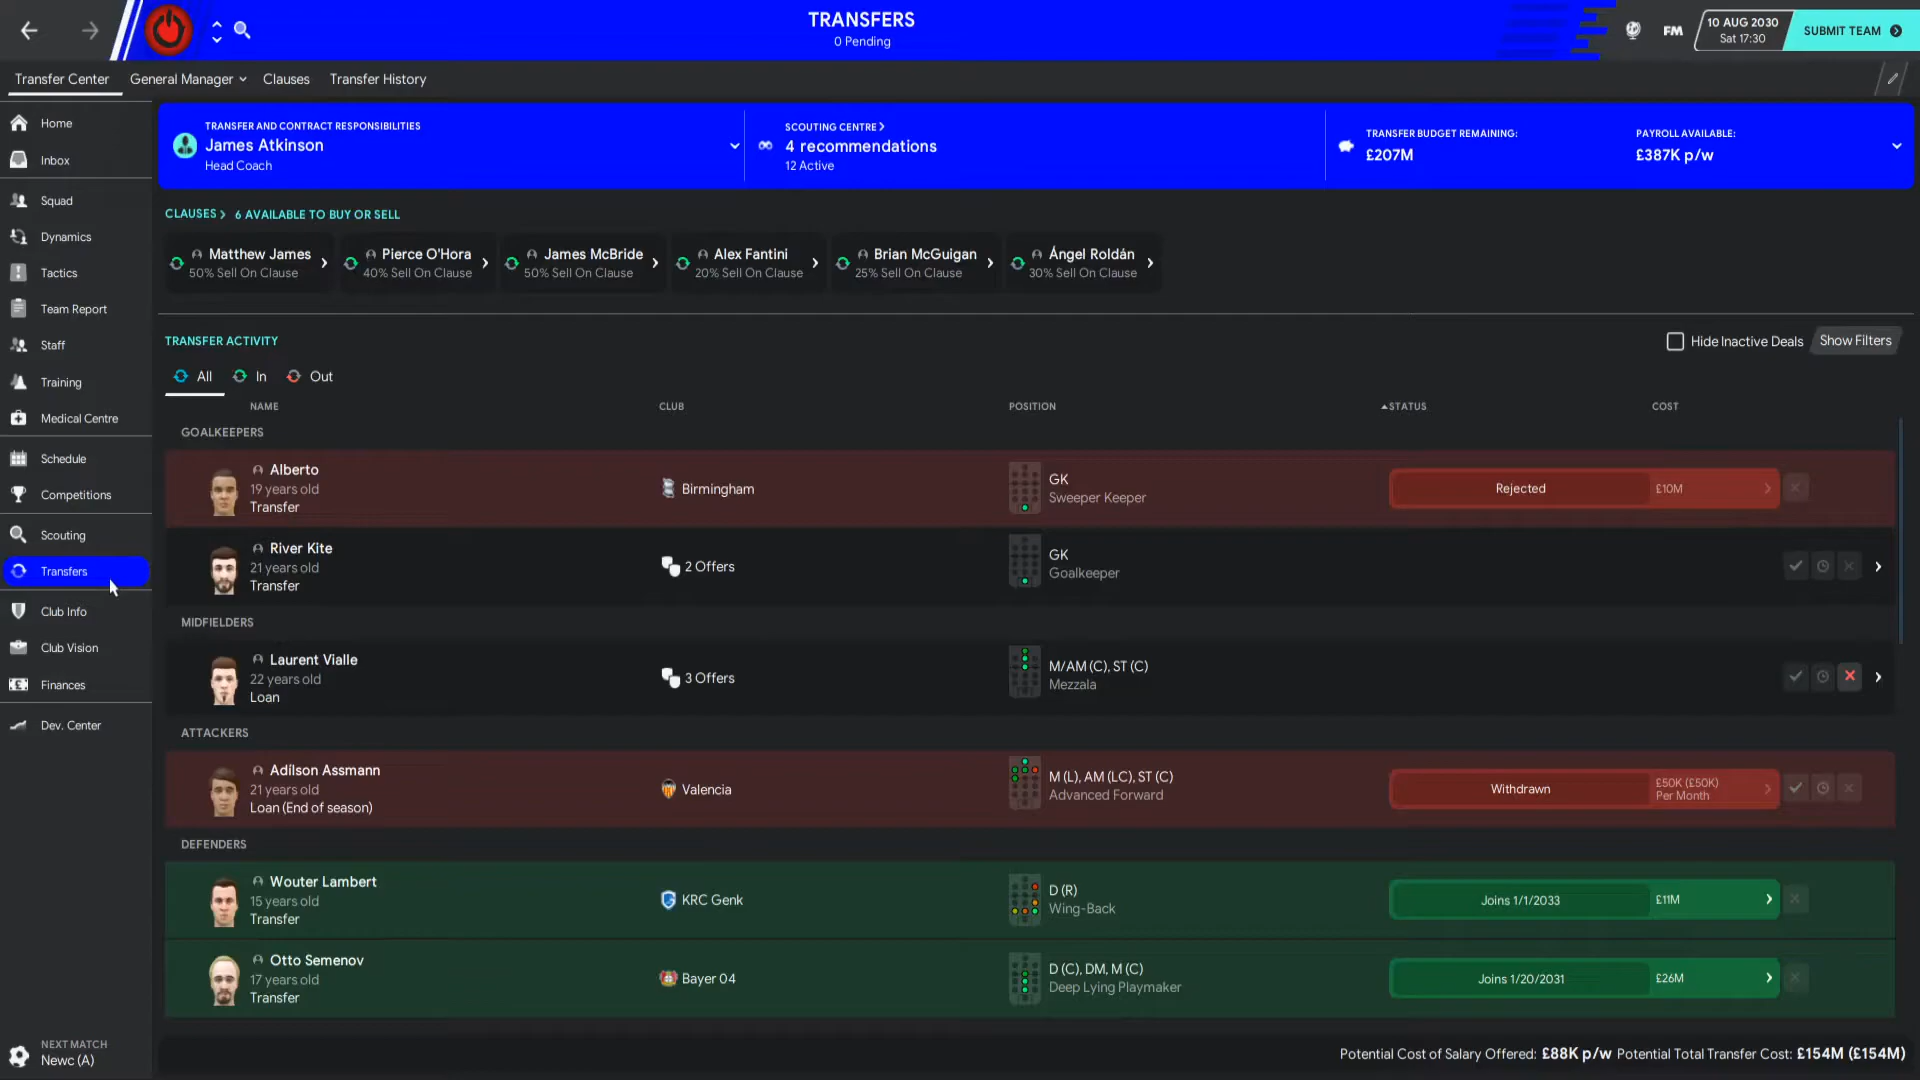 TRANSFERS
0 Pending
FM
10 AUG 2030
Sat 17:30
SUBMIT TEAM
Transfer Center
General Manager
Clauses
Transfer History
Home
Inbox
Squad
Dynamics
Tactics
Team Report
Staff
Training
Medical Centre
Schedule
Competitions
Scouting
Transfers
Club Info
Club Vision
Finances
Dev. Center
NEXT MATCH
Newc (A)
TRANSFER AND CONTRACT RESPONSIBILITIES
James Atkinson
Head Coach
SCOUTING CENTRE
4 recommendations
12 Active
TRANSFER BUDGET REMAINING:
£207M
PAYROLL AVAILABLE:
£387K p/w
CLAUSES 6 AVAILABLE TO BUY OR SELL
Matthew James
50% Sell On Clause
Pierce O'Hora
40% Sell On Clause
James McBride
50% Sell On Clause
Alex Fantini
20% Sell On Clause
Brian McGuigan
25% Sell On Clause
Ángel Roldán
30% Sell On Clause
TRANSFER ACTIVITY
Hide Inactive Deals
Show Filters
All In Out
NAME CLUB POSITION STATUS COST
GOALKEEPERS
Alberto
19 years old
Transfer
Birmingham
GK
Sweeper Keeper
Rejected
£10M
River Kite
21 years old
Transfer
2 Offers
GK
Goalkeeper
MIDFIELDERS
Laurent Vialle
22 years old
Loan
3 Offers
M/AM (C), ST (C)
Mezzala
ATTACKERS
Adílson Assmann
21 years old
Loan (End of season)
Valencia
M (L), AM (LC), ST (C)
Advanced Forward
Withdrawn
£50K (£50K)
Per Month
DEFENDERS
Wouter Lambert
15 years old
Transfer
KRC Genk
D (R)
Wing-Back
Joins 1/1/2033
£11M
Otto Semenov
17 years old
Transfer
Bayer 04
D (C), DM, M (C)
Deep Lying Playmaker
Joins 1/20/2031
£26M
Potential Cost of Salary Offered: £88K p/w Potential Total Transfer Cost: £154M (£154M)